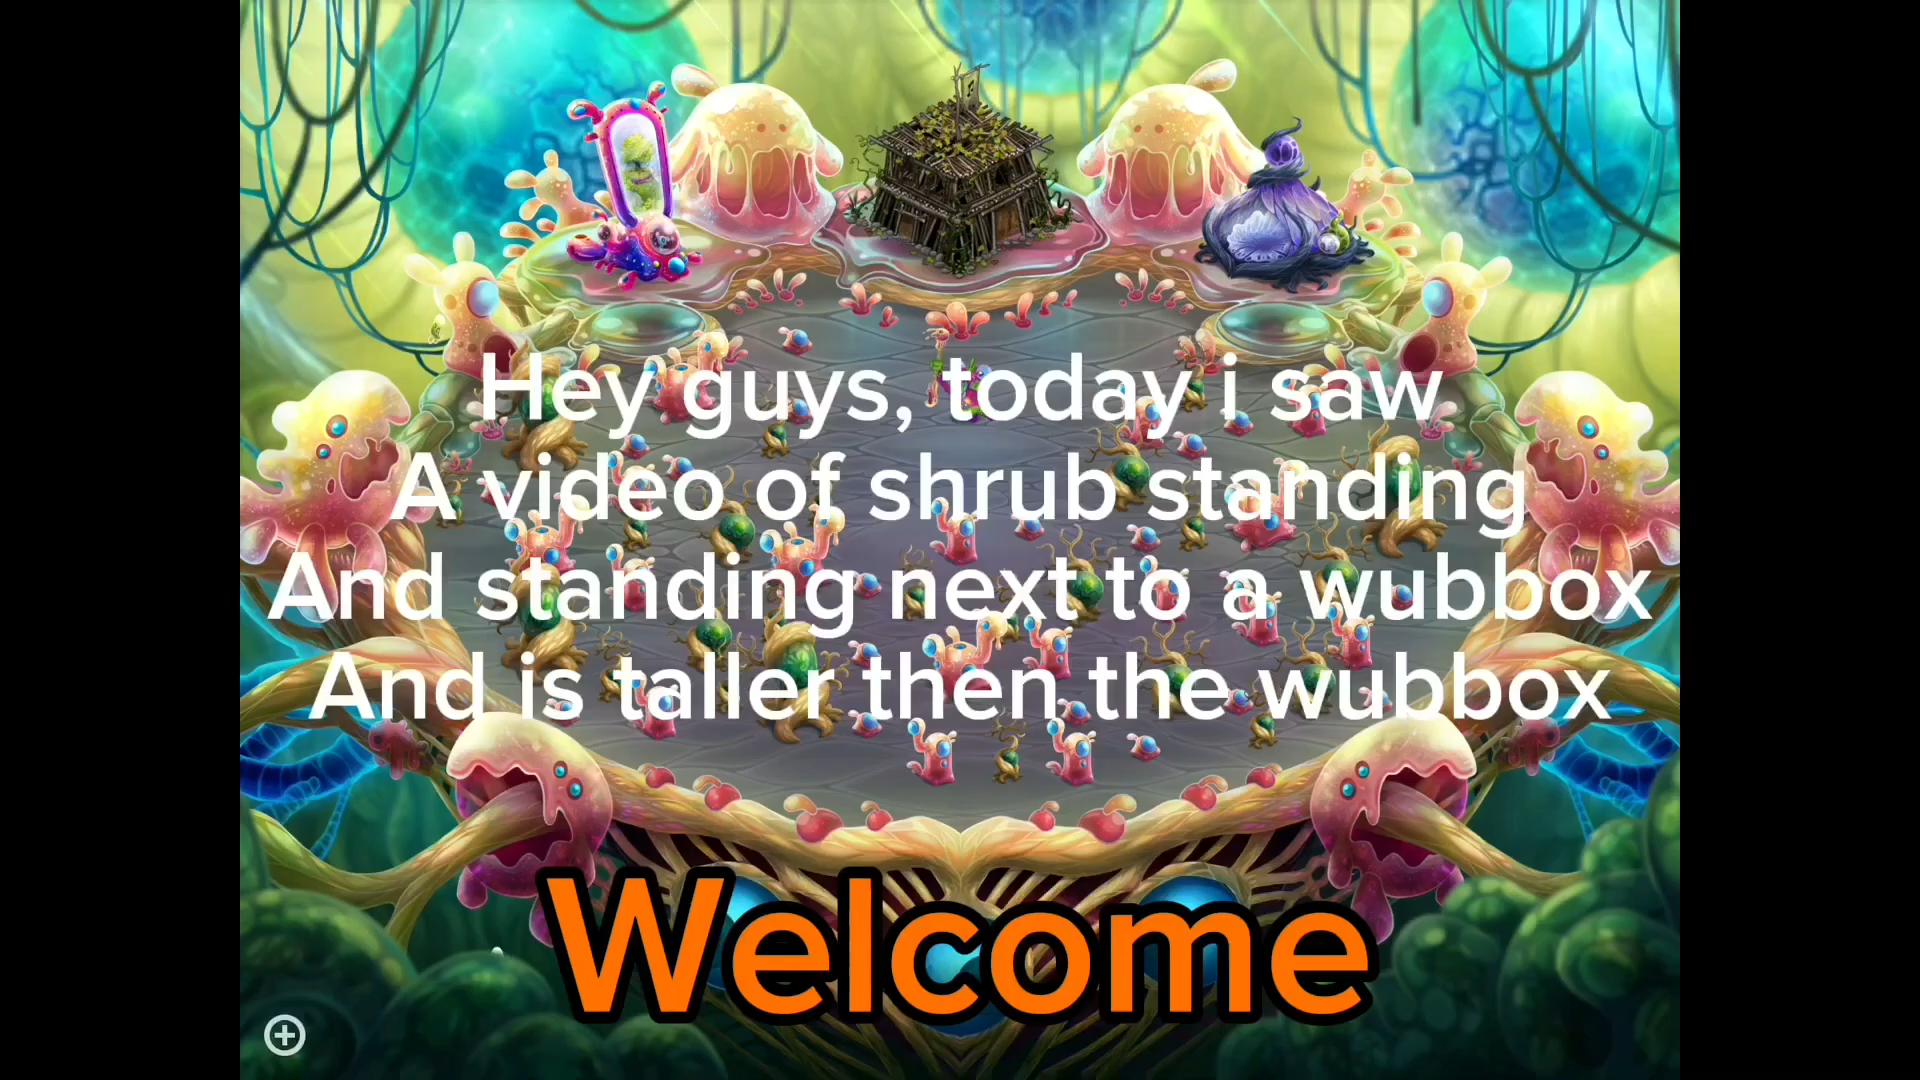 Hey guys, today i saw
A video of shrub standing
And standing next to a wubbox
And is taller then the wubbox
Welcome